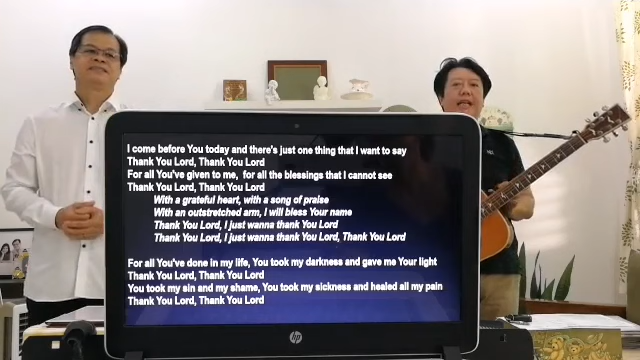 I come before You today and there's just one thing that I want to say
Thank You Lord, Thank You Lord
For all You've given to me, for all the blessings that I cannot see
Thank You Lord, Thank You Lord
With a grateful heart, with a song of praise
With an outstretched arm, I will bless Your name
Thank You Lord, I just wanna thank You Lord
Thank You Lord, I just wanna thank You Lord, Thank You Lord
For all You've done in my life, You took my darkness and gave me Your light
Thank You Lord, Thank You Lord
You took my sin and my shame, You took my sickness and healed all my pain
Thank You Lord, Thank You Lord
hp